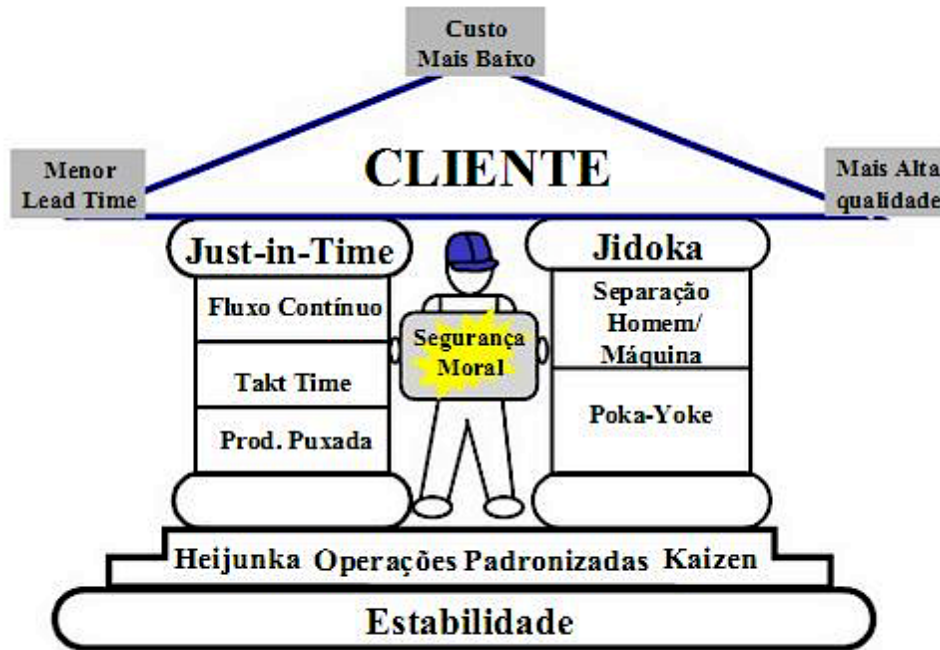 Custo
Mais Baixo
Menor
Lead Time
CLIENTE
Mais Alta
qualidade
Just-in-Time
Fluxo Contínuo
Takt Time
Prod. Puxada
Segurança
Moral
Jidoka
Separação
Homem/
Máquina
Poka-Yoke
Heijunka Operações Padronizadas Kaizen
Estabilidade